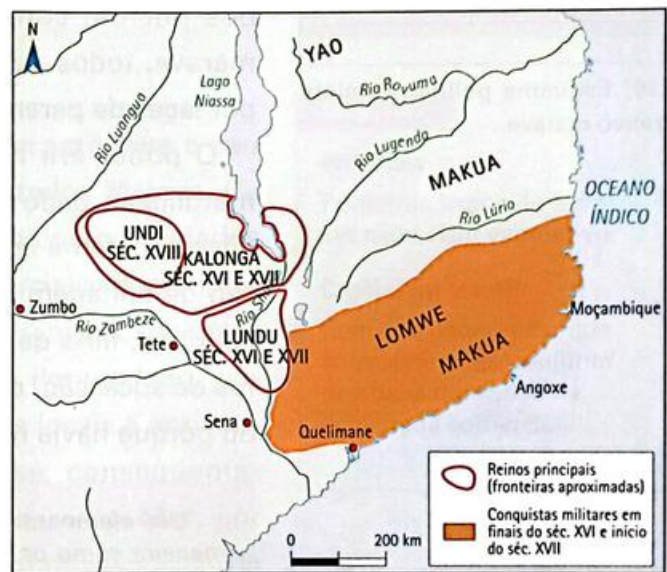 N
YAO
Rio Rovuma
Lago
Niassa
Rio Luangua
Rio Lugenda
MAKUA
OCEANO
ÍNDICO
Rio Lúrio
UNDI
SÉC. XVIII
KALONGA
SÉC. XVI E XVII
Zumbo
Rio Zambeze
Tete
LUNDU
SÉC. XVI E XVII
LOMWE
MAKUA
Moçambique
Angoxe
Sena
Quelimane
Reinos principais
(fronteiras aproximadas)
Conquistas militares em
finais do séc. XVI e início
do séc. XVII
0 200 km